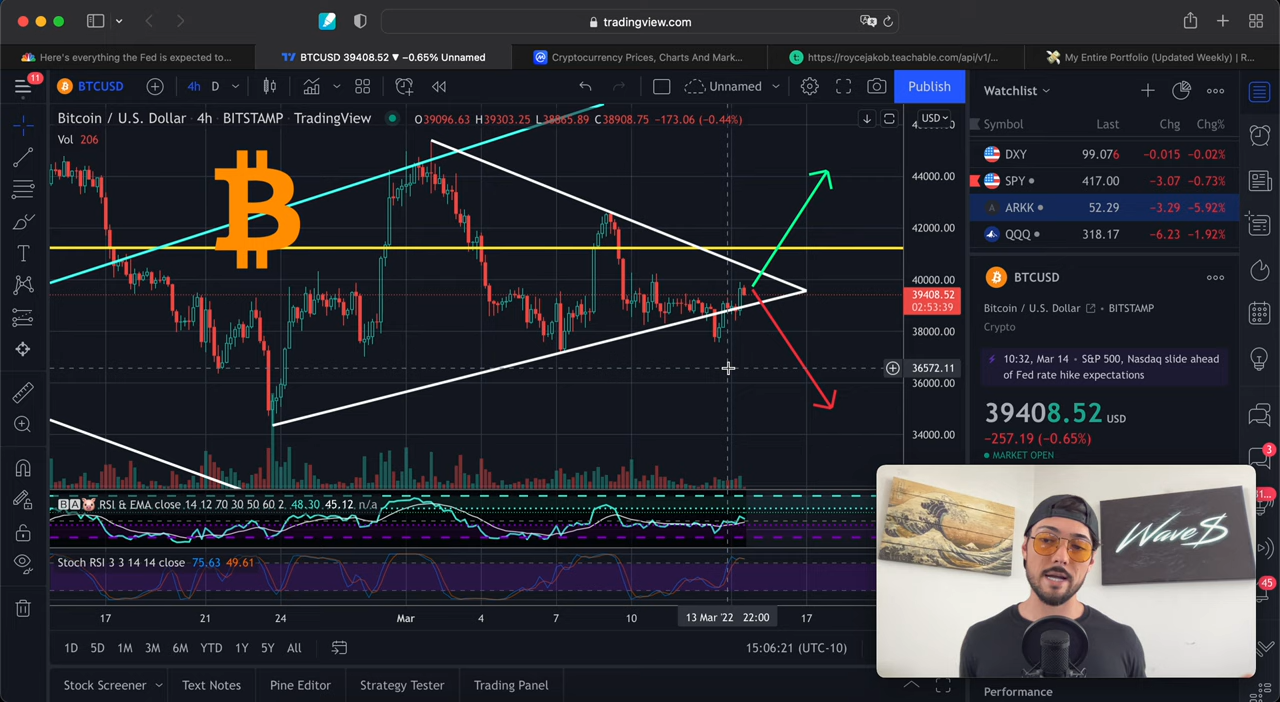 tradingview.com
Here's everything the Fed is expected to...
BTCUSD 39408.52 ▼ −0.65% Unnamed
Cryptocurrency Prices, Charts And Mark...
https://roycejakob.teachable.com/api/v1/...
My Entire Portfolio (Updated Weekly) | R...
11
BTCUSD
4h
D
Unnamed
Publish
Watchlist
Bitcoin / U.S. Dollar · 4h · BITSTAMP · TradingView
O39096.63 H39303.25 L38865.89 C38908.75 −173.06 (−0.44%)
USD
Vol 206
Symbol Last Chg Chg%
DXY 99.076 −0.015 −0.02%
SPY 417.00 −3.07 −0.73%
ARKK 52.29 −3.29 −5.92%
QQQ 318.17 −6.23 −1.92%
44000.00
42000.00
40000.00
39408.52
02:53:39
38000.00
36572.11
36000.00
34000.00
BTCUSD
Bitcoin / U.S. Dollar
BITSTAMP
Crypto
10:32, Mar 14 • S&P 500, Nasdaq slide ahead
of Fed rate hike expectations
39408.52 USD
−257.19 (−0.65%)
MARKET OPEN
3
45
B A RSI & EMA close 14 12 70 30 50 60 2 48.30 45.12 n/a
Stoch RSI 3 3 14 14 close 75.63 49.61
17 21 24 Mar 4 7 10 13 Mar '22 22:00 17
1D 5D 1M 3M 6M YTD 1Y 5Y All
15:06:21 (UTC-10)
Stock Screener
Text Notes
Pine Editor
Strategy Tester
Trading Panel
Wave$
Performance